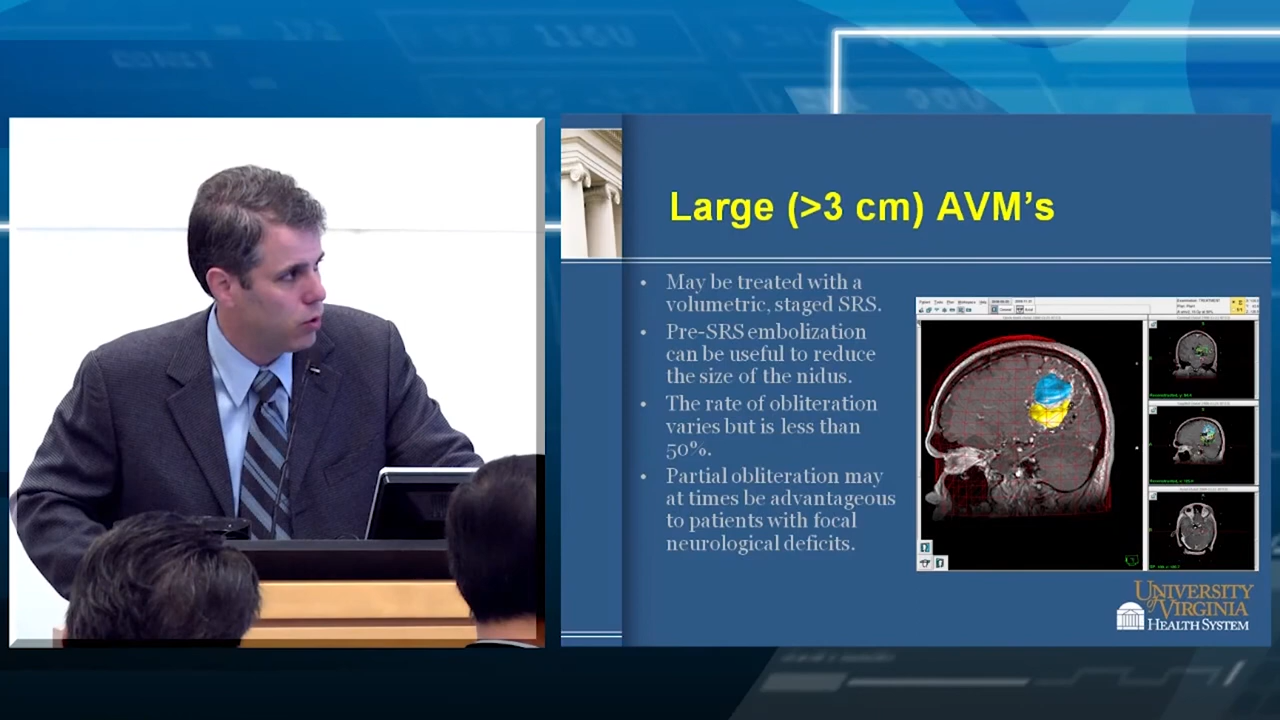 Large (>3 cm) AVM's
• May be treated with a
volumetric, staged SRS.
• Pre-SRS embolization
can be useful to reduce
the size of the nidus.
• The rate of obliteration
varies but is less than
50%.
• Partial obliteration may
at times be advantageous
to patients with focal
neurological deficits.
UNIVERSITY
of VIRGINIA
HEALTH SYSTEM